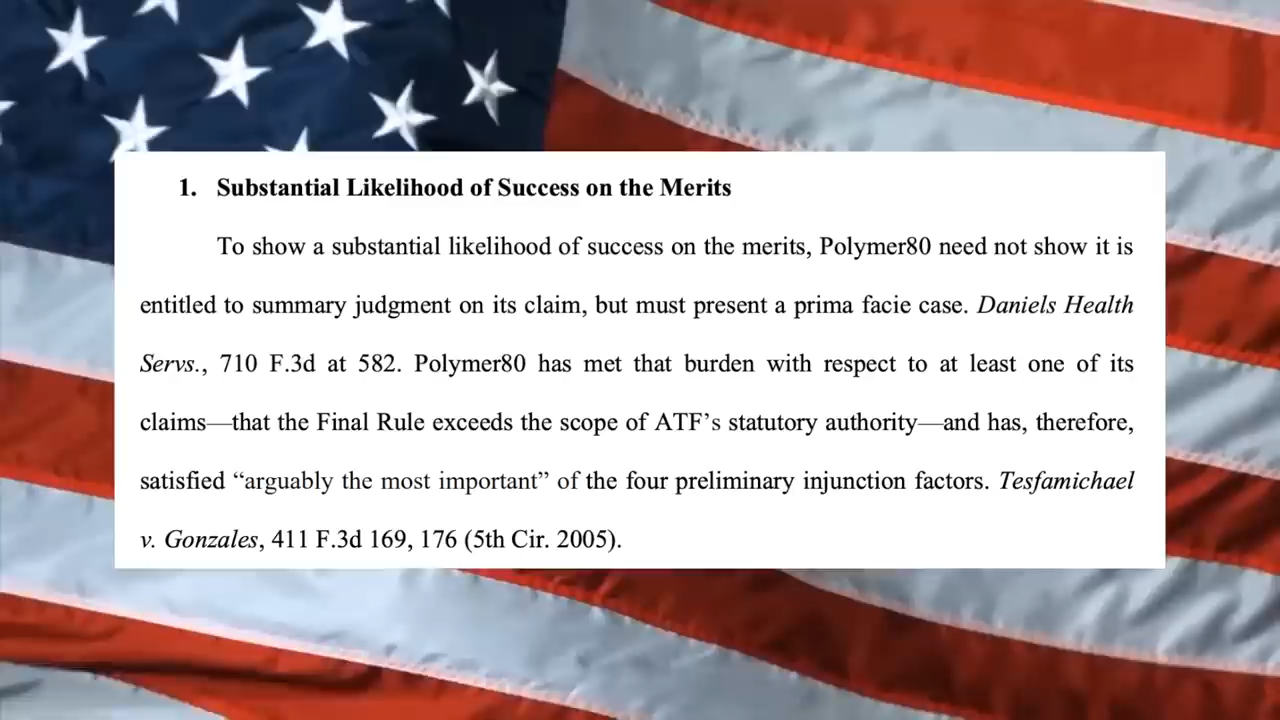 1. Substantial Likelihood of Success on the Merits
To show a substantial likelihood of success on the merits, Polymer80 need not show it is
entitled to summary judgment on its claim, but must present a prima facie case. Daniels Health
Servs., 710 F.3d at 582. Polymer80 has met that burden with respect to at least one of its
claims—that the Final Rule exceeds the scope of ATF’s statutory authority—and has, therefore,
satisfied “arguably the most important” of the four preliminary injunction factors. Tesfamichael
v. Gonzales, 411 F.3d 169, 176 (5th Cir. 2005).